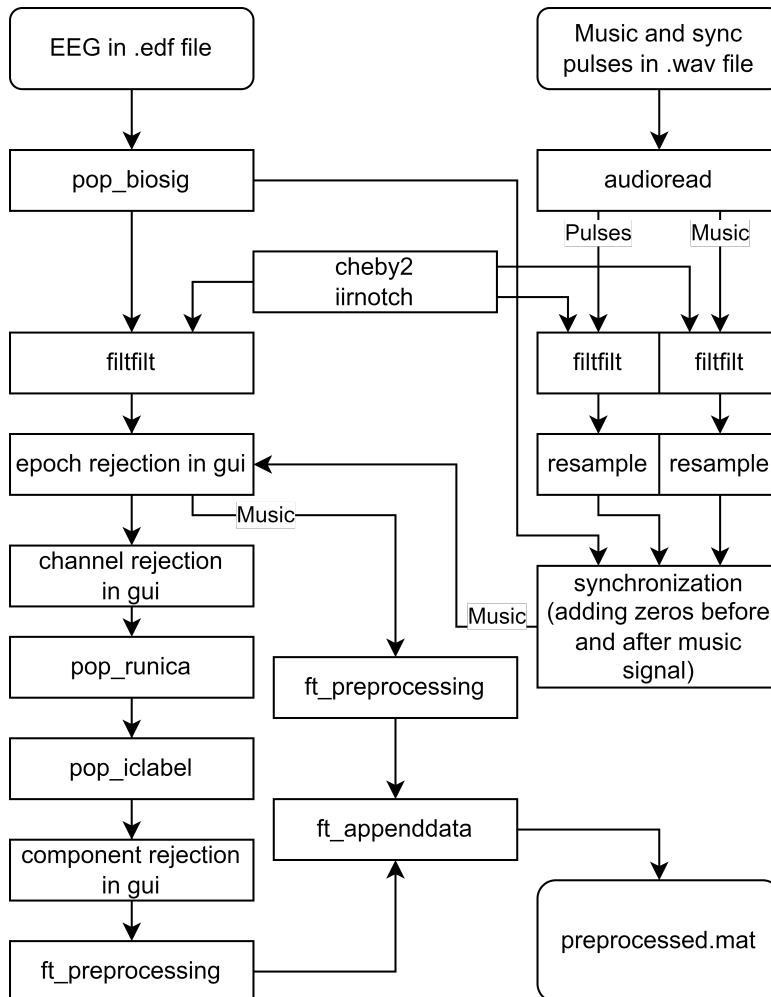 EEG in .edf file
Music and sync
pulses in .wav file
pop_biosig
audioread
Pulses
Music
cheby2
iirnotch
filtfilt
filtfilt
filtfilt
epoch rejection in gui
resample
resample
Music
channel rejection
in gui
synchronization
(adding zeros before
and after music
signal)
Music
pop_runica
ft_preprocessing
pop_iclabel
ft_appenddata
component rejection
in gui
ft_preprocessing
preprocessed.mat